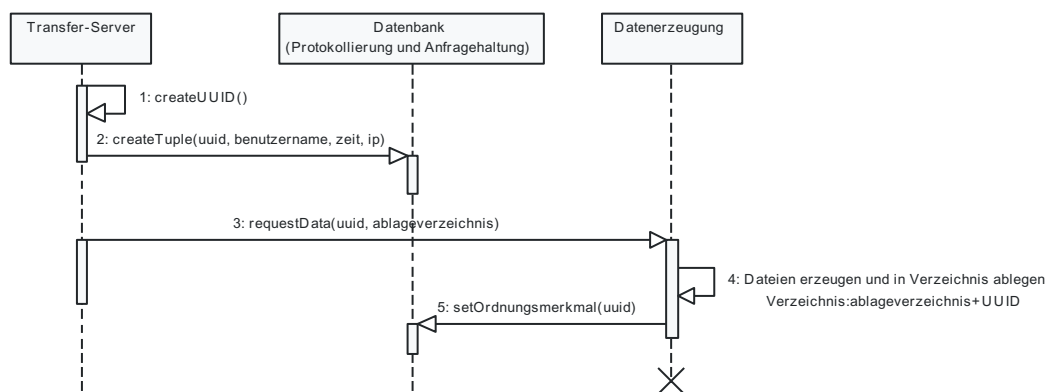 Transfer-Server
Datenbank
(Protokollierung und Anfragehaltung)
Datenerzeugung
1: createUUID()
2: createTuple(uuid, benutzername, zeit, ip)
3: requestData(uuid, ablageverzeichnis)
4: Dateien erzeugen und in Verzeichnis ablegen
Verzeichnis:ablageverzeichnis+UUID
5: setOrdnungsmerkmal(uuid)